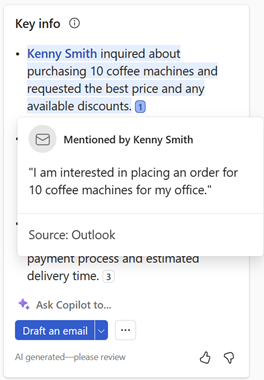 Key info
• Kenny Smith inquired about
purchasing 10 coffee machines and
requested the best price and any
available discounts. 1
Mentioned by Kenny Smith
"I am interested in placing an order for
10 coffee machines for my office."
Source: Outlook
payment process and estimated
delivery time. 3
Ask Copilot to...
Draft an email
AI generated—please review